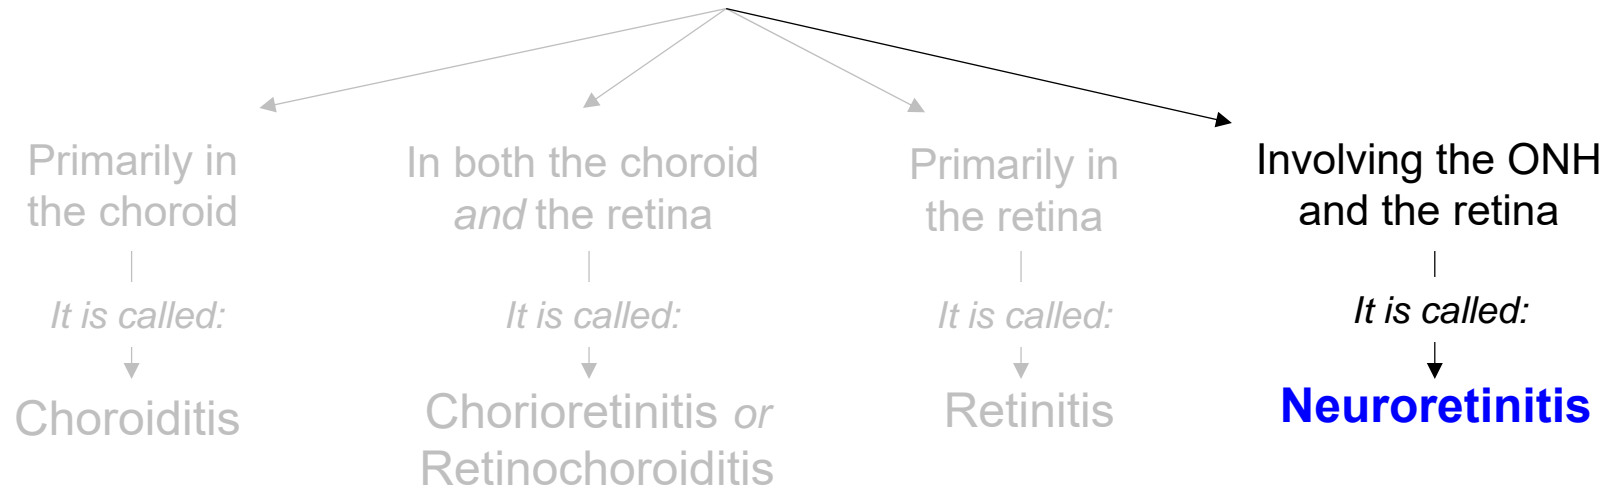 Primarily in
the choroid
It is called:
Choroiditis
In both the choroid
and the retina
It is called:
Chorioretinitis or
Retinochoroiditis
Primarily in
the retina
It is called:
Retinitis
Involving the ONH
and the retina
It is called:
Neuroretinitis